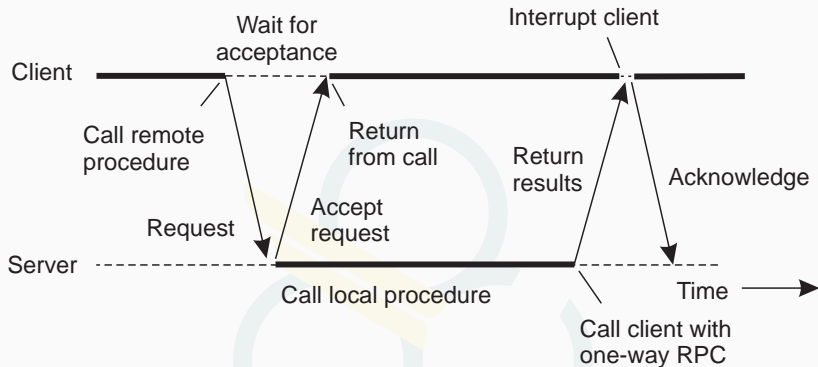 Interrupt client
Wait for
acceptance
Client
Call remote
procedure
Return
from call
Return
results
Acknowledge
Request
Accept
request
Server
Call local procedure
Time
Call client with
one-way RPC